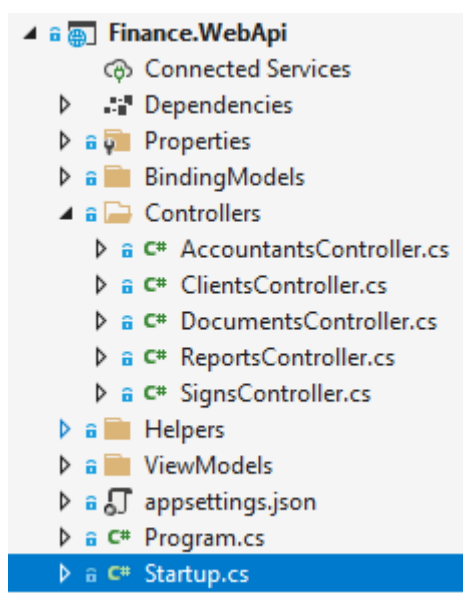 Finance.WebApi
Connected Services
Dependencies
Properties
BindingModels
Controllers
C# AccountantsController.cs
C# ClientsController.cs
C# DocumentsController.cs
C# ReportsController.cs
C# SignsController.cs
Helpers
ViewModels
appsettings.json
C# Program.cs
C# Startup.cs